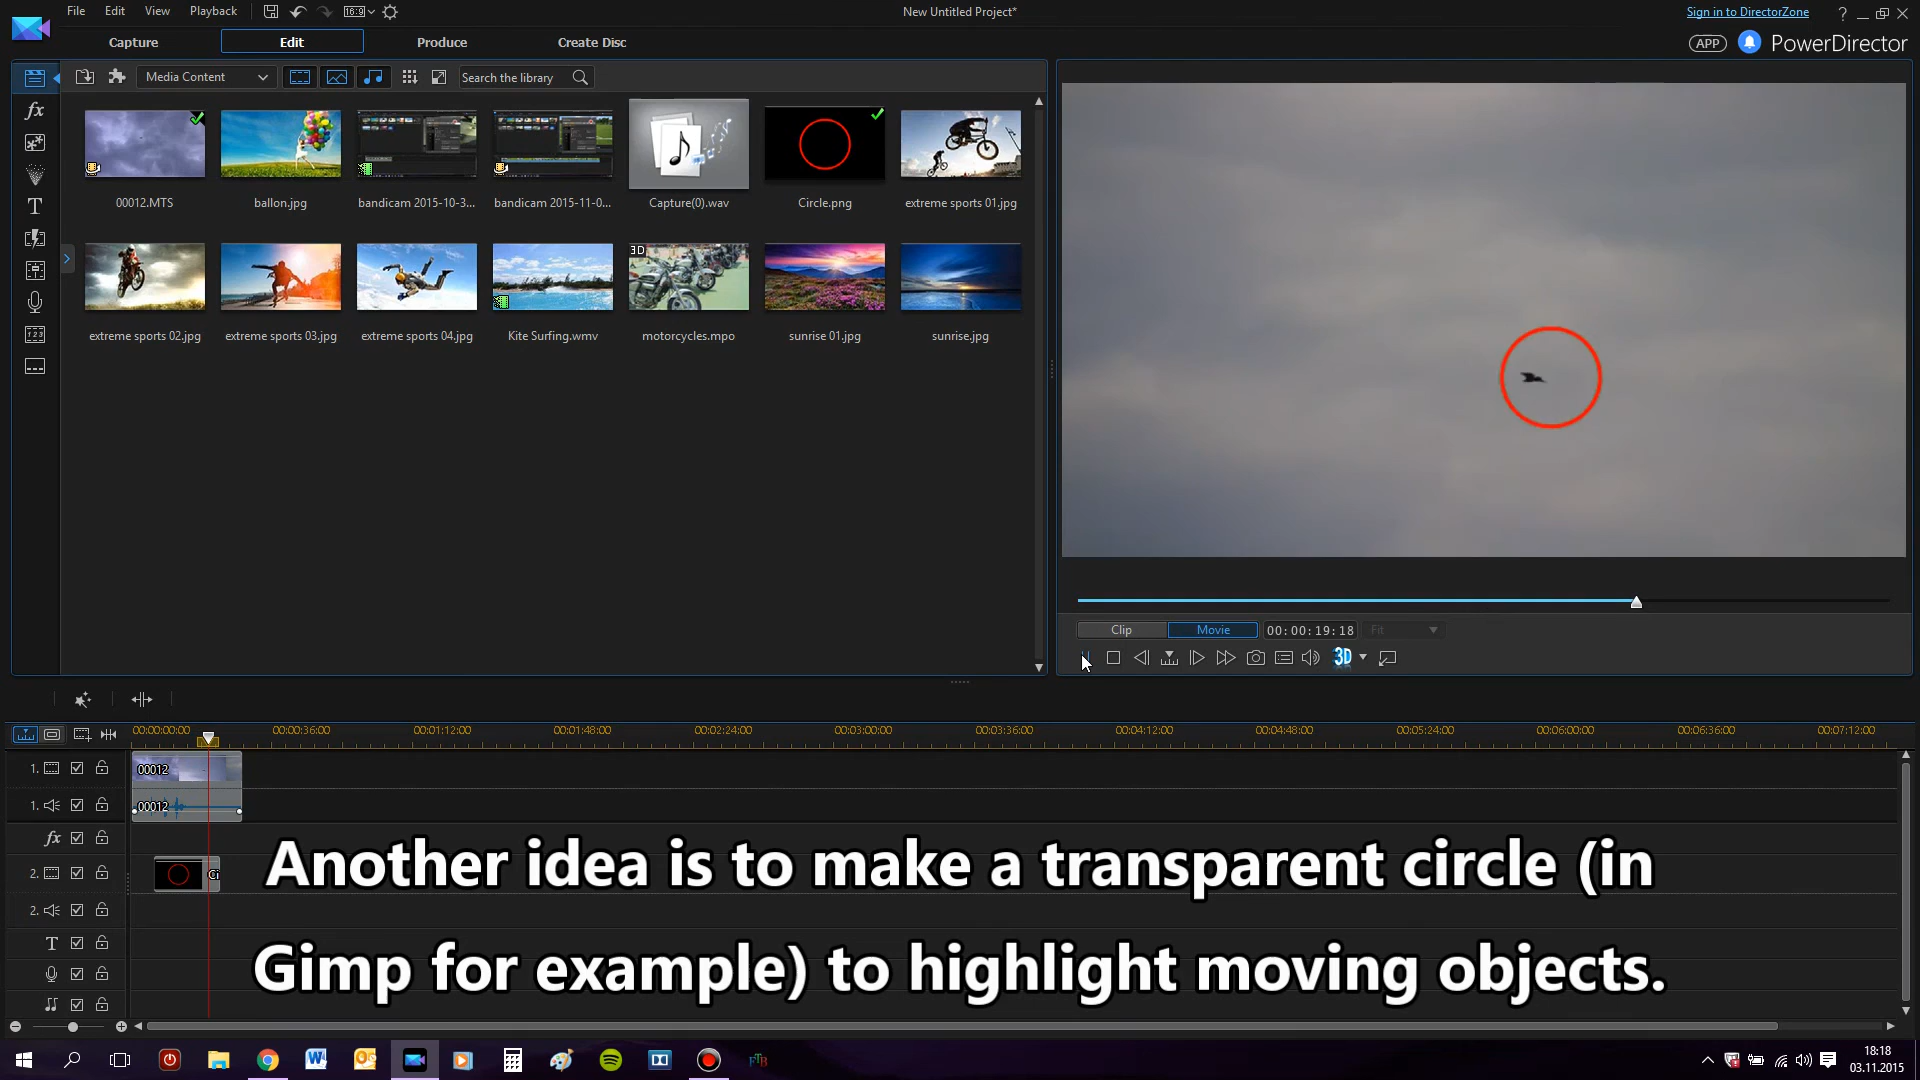 File Edit View Playback 16:9 New Untitled Project* Sign in to DirectorZone ?
Capture Edit Produce Create Disc APP PowerDirector
Media Content Search the library
00012.MTS ballon.jpg bandicam 2015-10-3... bandicam 2015-11-0... Capture(0).wav Circle.png extreme sports 01.jpg
3D
extreme sports 02.jpg extreme sports 03.jpg extreme sports 04.jpg Kite Surfing.wmv motorcycles.mpo sunrise 01.jpg sunrise.jpg
fx
T
Clip Movie 00:00:19:18 Fit
3D
00:00:00:00 00:00:36:00 00:01:12:00 00:01:48:00 00:02:24:00 00:03:00:00 00:03:36:00 00:04:12:00 00:04:48:00 00:05:24:00 00:06:00:00 00:06:36:00 00:07:12:00
1. 00012
1. 00012
fx
2. Ci
2.
T
Another idea is to make a transparent circle (in
Gimp for example) to highlight moving objects.
FTB
18:18
03.11.2015